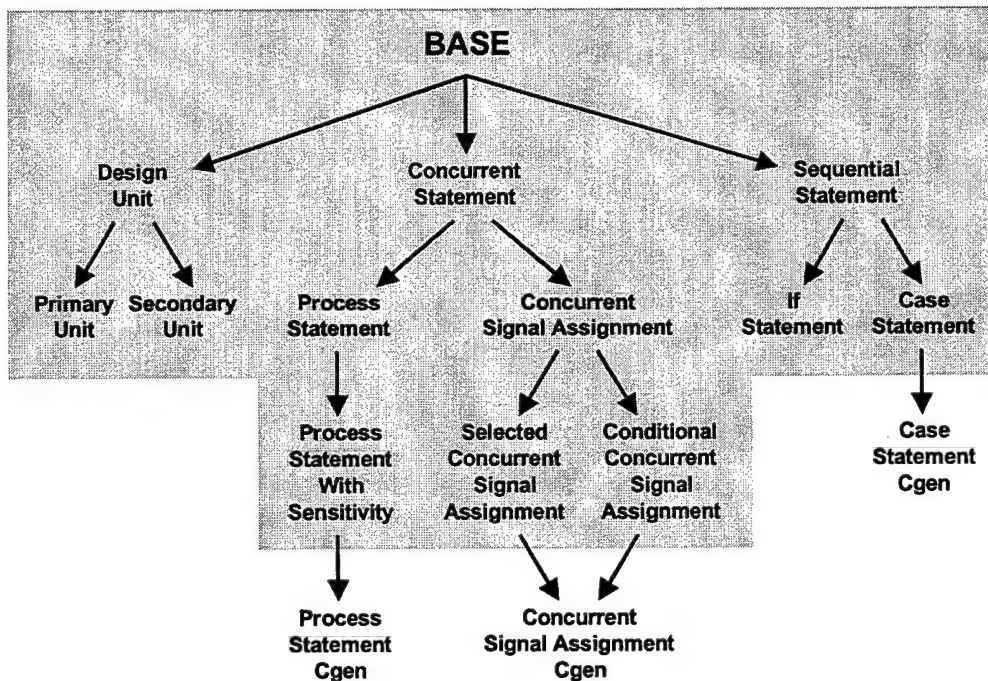 BASE
Design
Unit
Concurrent
Statement
Sequential
Statement
Primary
Unit
Secondary
Unit
Process
Statement
Concurrent
Signal Assignment
If
Statement
Case
Statement
Process
Statement
With
Sensitivity
Selected
Concurrent
Signal
Assignment
Conditional
Concurrent
Signal
Assignment
Case
Statement
Cgen
Process
Statement
Cgen
Concurrent
Signal Assignment
Cgen